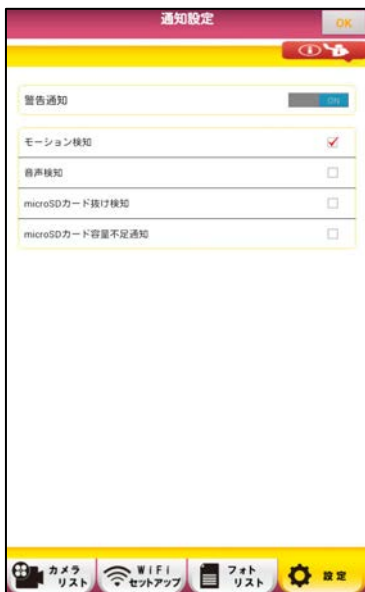 通知設定
OK
警告通知
ON
モーション検知
音声検知
microSDカード抜け検知
microSDカード容量不足通知
カメラ
リスト
WiFi
セットアップ
フォト
リスト
設定